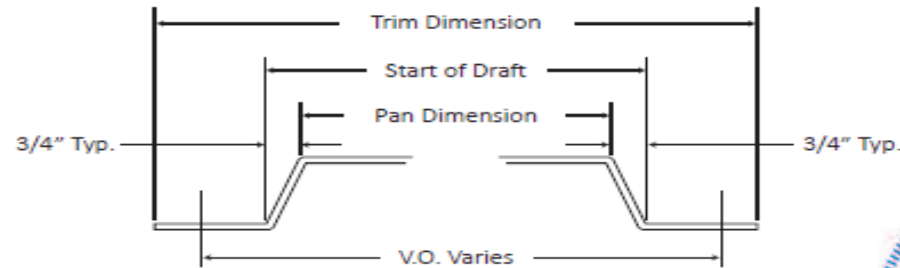 Trim Dimension
Start of Draft
Pan Dimension
3/4" Typ.
3/4" Typ.
V.O. Varies